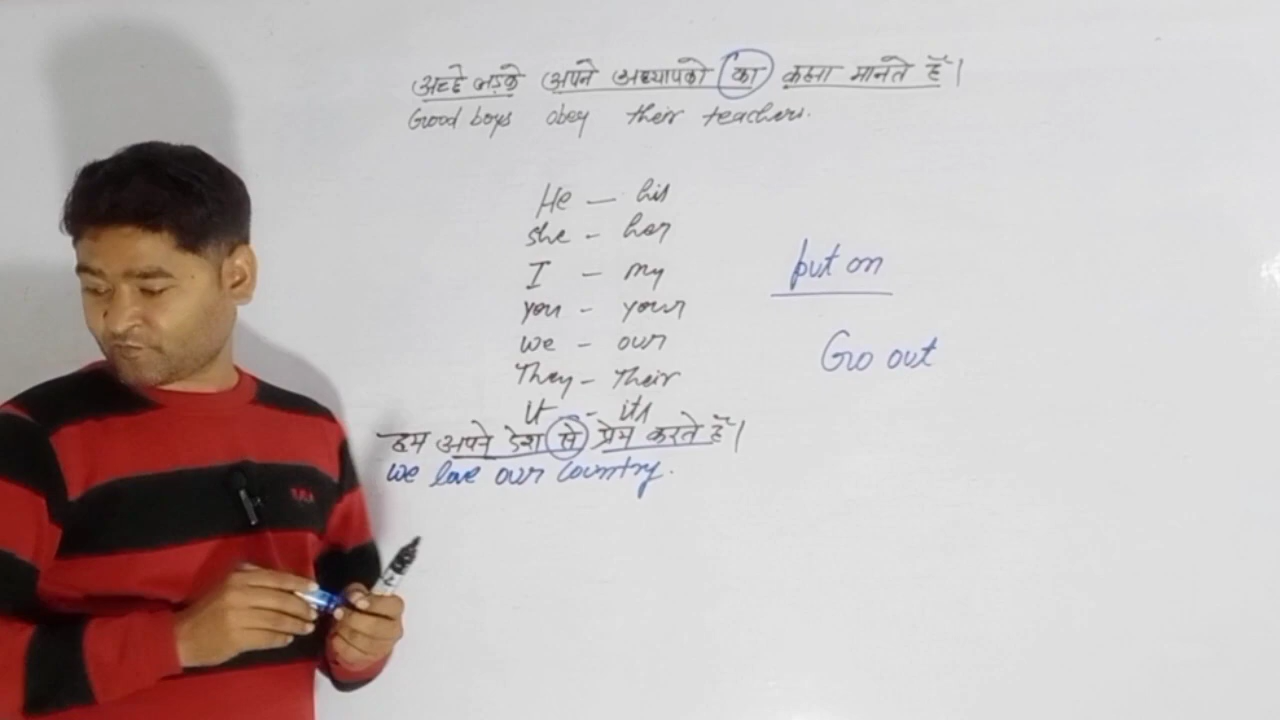 अच्छे लड़के अपने अध्यापको का कहना मानते हैं।
Good boys obey their teachers.
He – his
she – her
I – my
you – your
we – our
They – Their
it – its
put on
Go out
हम अपने देश से प्रेम करते हैं।
we love our country.